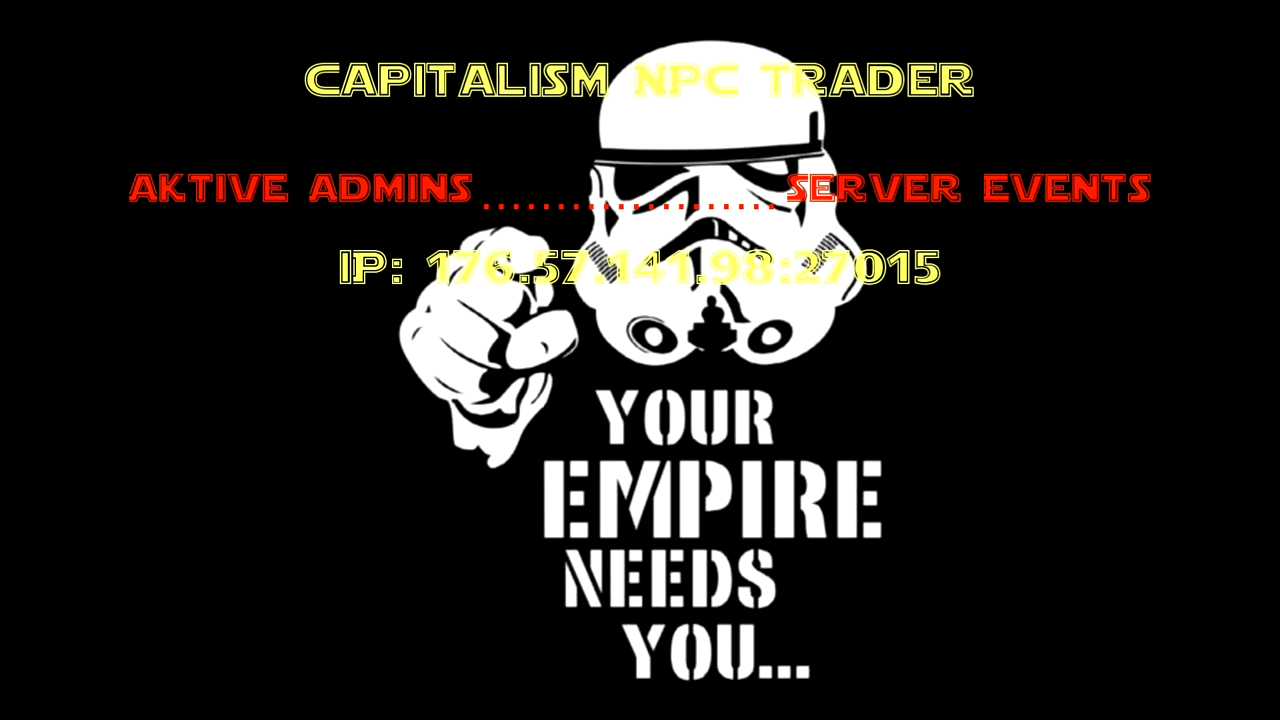 CAPITALISM NPC TRADER
AKTIVE ADMINS ................... SERVER EVENTS
IP: 176.57.141.98:27015
YOUR
EMPIRE
NEEDS
YOU...